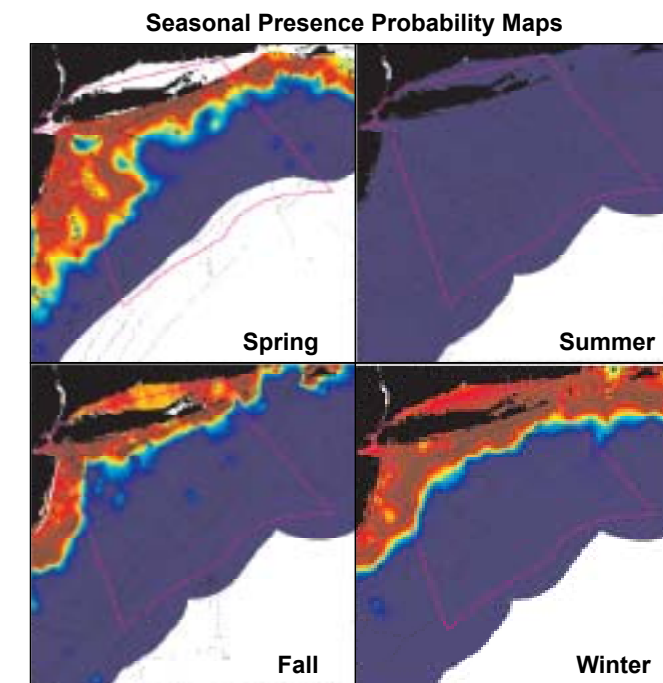 Seasonal Presence Probability Maps
Spring
Summer
Fall
Winter